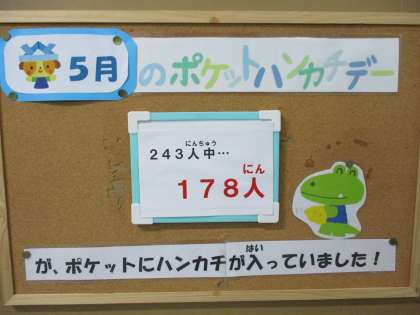 5月のポケットハンカチデー
243人中…
178人
が、ポケットにハンカチが入っていました！